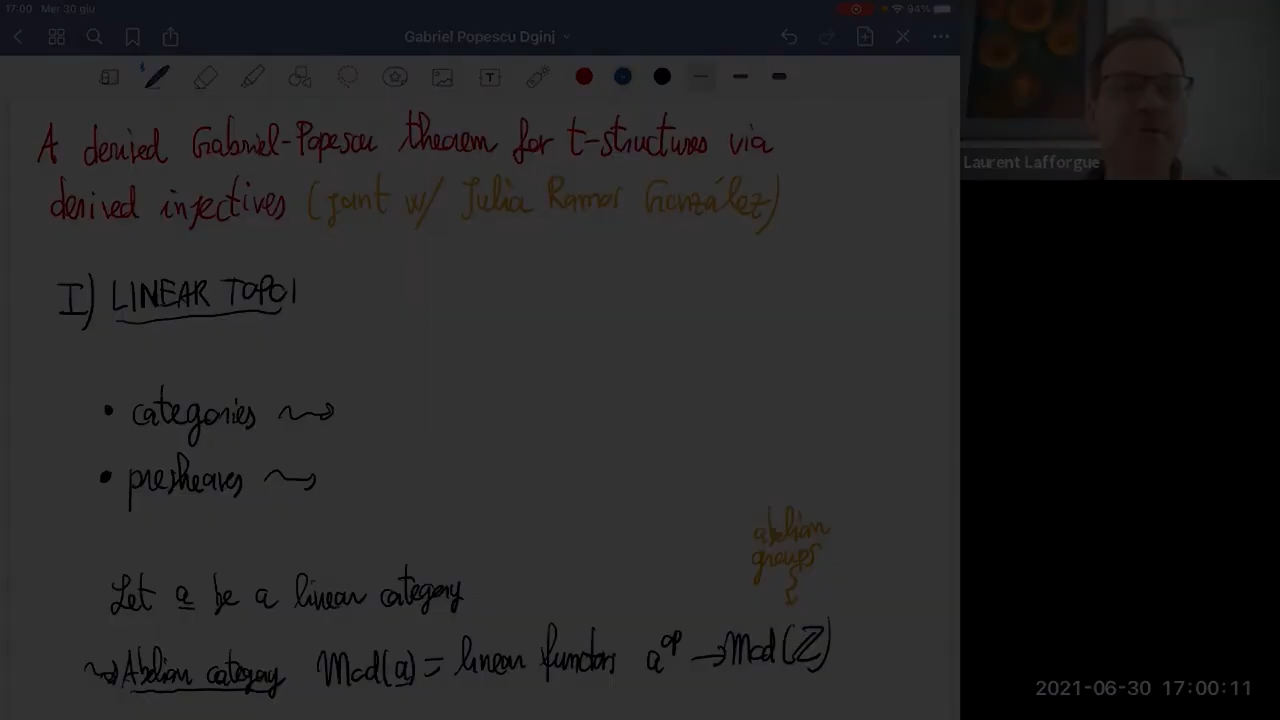 17:00 Mer 30 giu
94%
Gabriel Popescu Dginj
A derived Gabriel-Popescu theorem for t-structures via
derived injectives (joint w/ Julia Ramos González)
Laurent Lafforgue
I) LINEAR TOPOI
• categories ⇝
• presheaves ⇝
abelian
groups
Let a be a linear category
⇝ Abelian category Mod(a) = linear functors a^op → Mod(ℤ)
2021-06-30 17:00:11